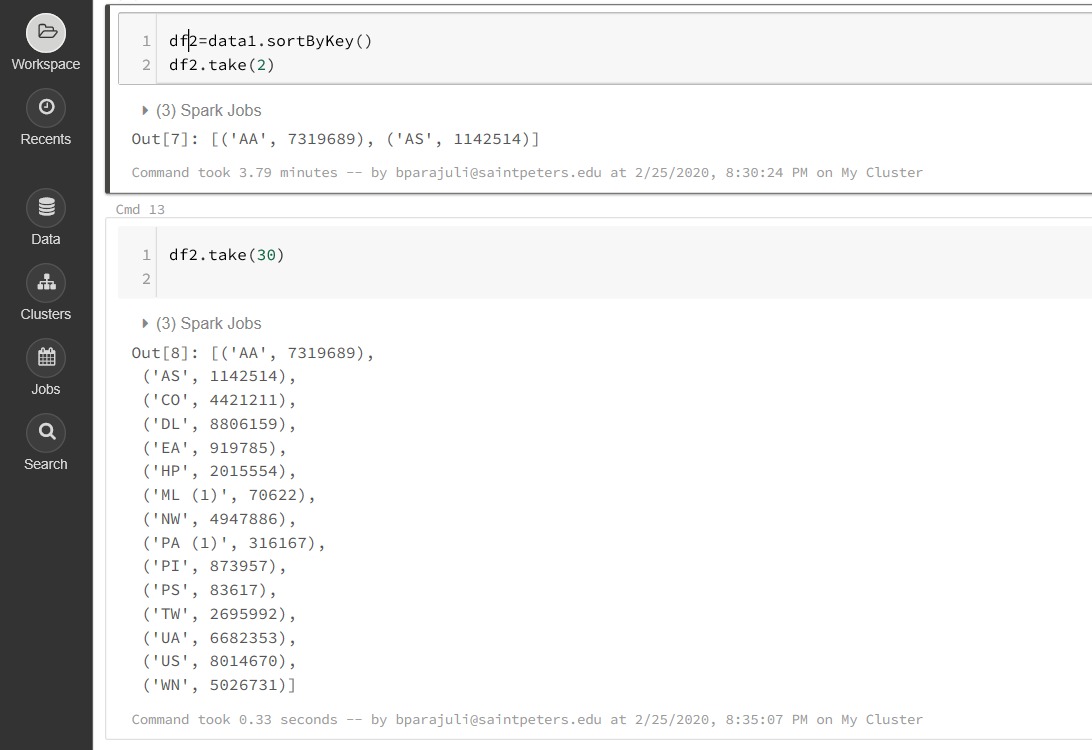 Workspace
Recents
Data
Clusters
Jobs
Search
1 df2=data1.sortByKey()
2 df2.take(2)
(3) Spark Jobs
Out[7]: [('AA', 7319689), ('AS', 1142514)]
Command took 3.79 minutes -- by bparajuli@saintpeters.edu at 2/25/2020, 8:30:24 PM on My Cluster
Cmd 13
1 df2.take(30)
2
(3) Spark Jobs
Out[8]: [('AA', 7319689),
('AS', 1142514),
('CO', 4421211),
('DL', 8806159),
('EA', 919785),
('HP', 2015554),
('ML (1)', 70622),
('NW', 4947886),
('PA (1)', 316167),
('PI', 873957),
('PS', 83617),
('TW', 2695992),
('UA', 6682353),
('US', 8014670),
('WN', 5026731)]
Command took 0.33 seconds -- by bparajuli@saintpeters.edu at 2/25/2020, 8:35:07 PM on My Cluster